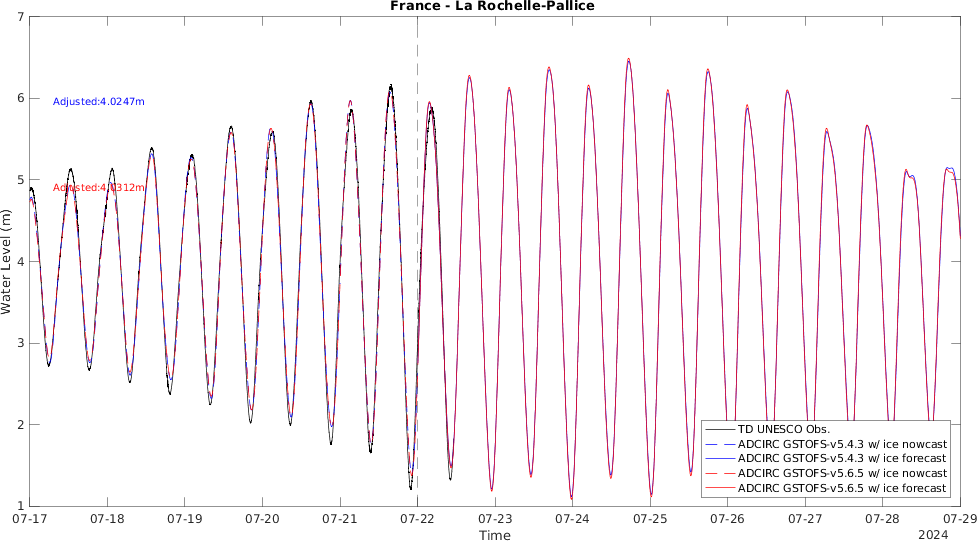 France - La Rochelle-Pallice
7
6
5
4
3
2
1
Water Level (m)
Adjusted:4.0247m
TD UNESCO Obs.
ADCIRC GSTOFS-v5.4.3 w/ ice nowcast
ADCIRC GSTOFS-v5.4.3 w/ ice forecast
ADCIRC GSTOFS-v5.6.5 w/ ice nowcast
ADCIRC GSTOFS-v5.6.5 w/ ice forecast
07-17 07-18 07-19 07-20 07-21 07-22 07-23 07-24 07-25 07-26 07-27 07-28 07-29
Time
2024